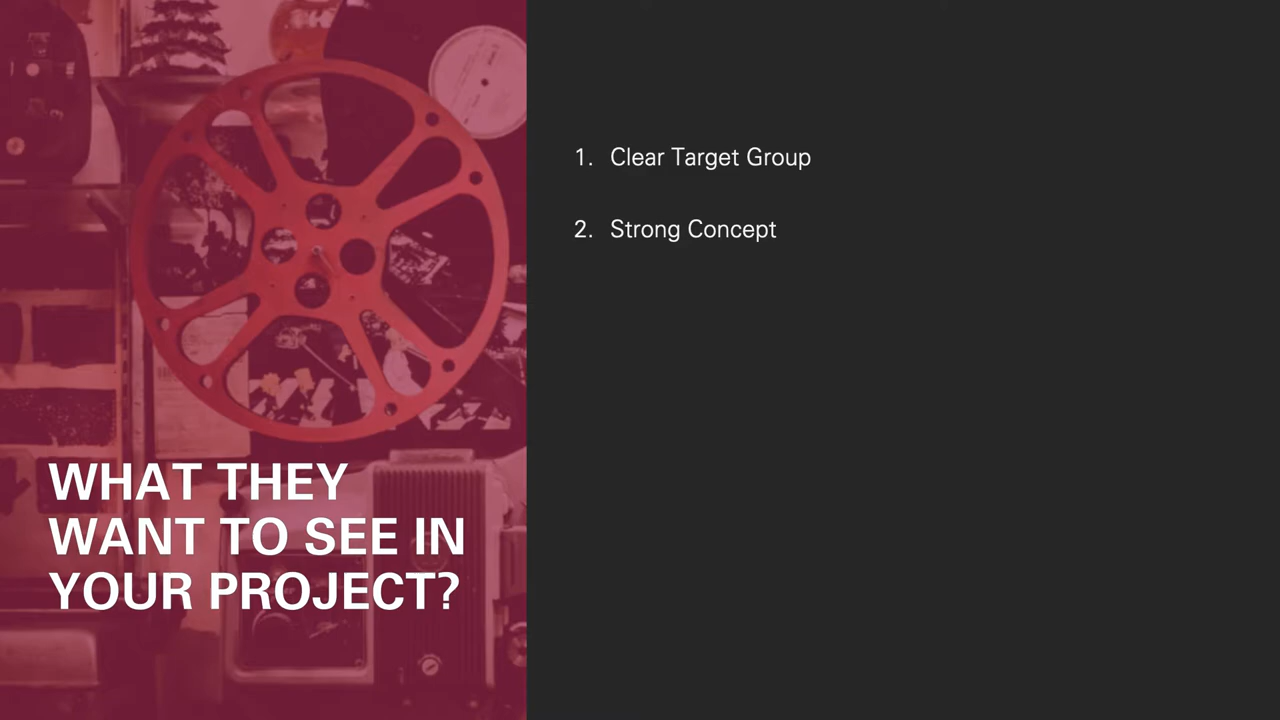 WHAT THEY
WANT TO SEE IN
YOUR PROJECT?
1. Clear Target Group
2. Strong Concept